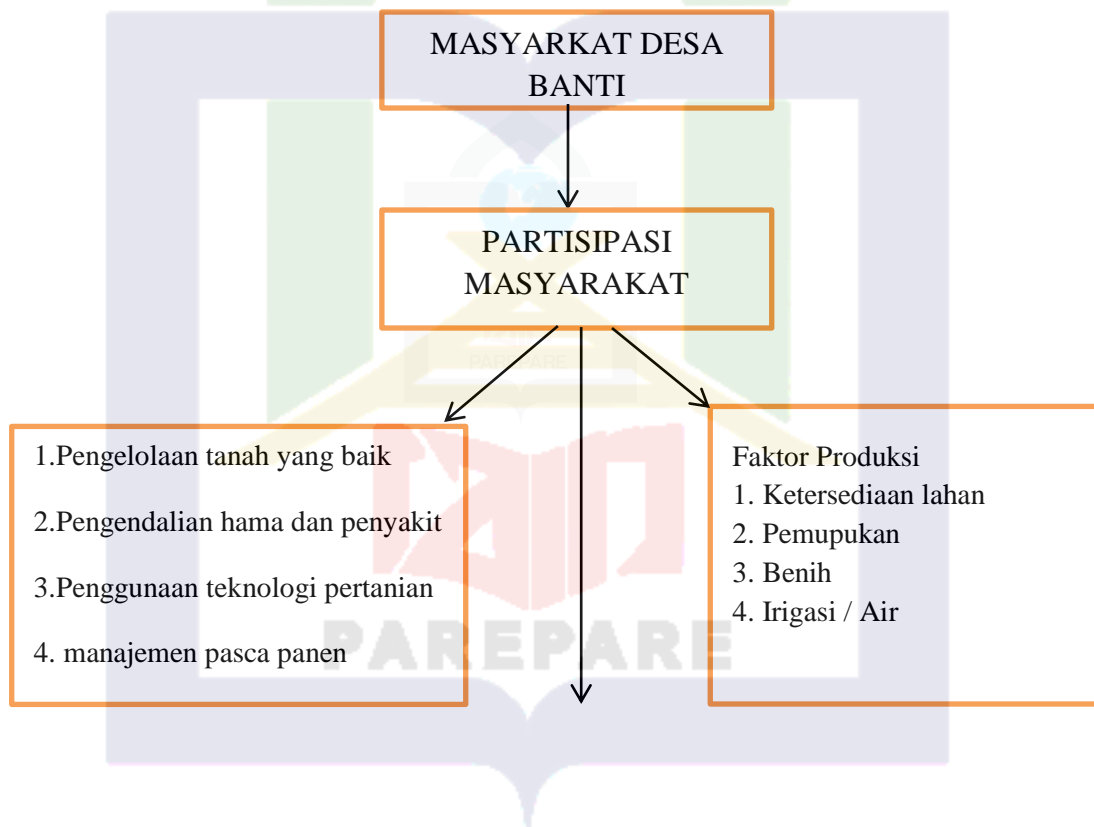 MASYARKAT DESA
BANTI
PARTISIPASI
MASYARAKAT
PAREPARE
1.Pengelolaan tanah yang baik
2.Pengendalian hama dan penyakit
3.Penggunaan teknologi pertanian
4. manajemen pasca panen
Faktor Produksi
1. Ketersediaan lahan
2. Pemupukan
3. Benih
4. Irigasi / Air
PAREPARE